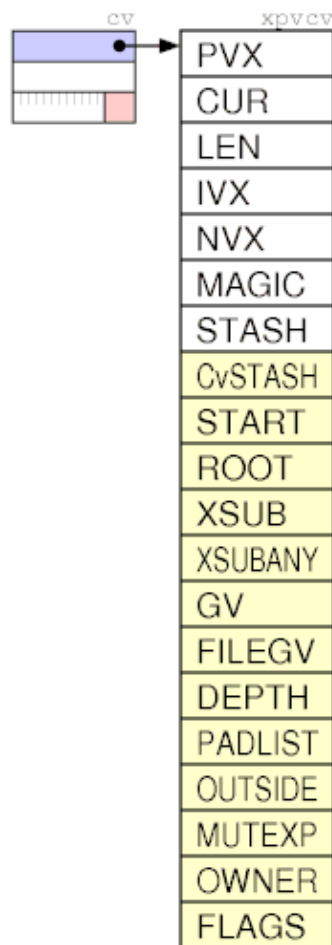 cv
xpvcv
PVX
CUR
LEN
IVX
NVX
MAGIC
STASH
CvSTASH
START
ROOT
XSUB
XSUBANY
GV
FILEGV
DEPTH
PADLIST
OUTSIDE
MUTEXP
OWNER
FLAGS